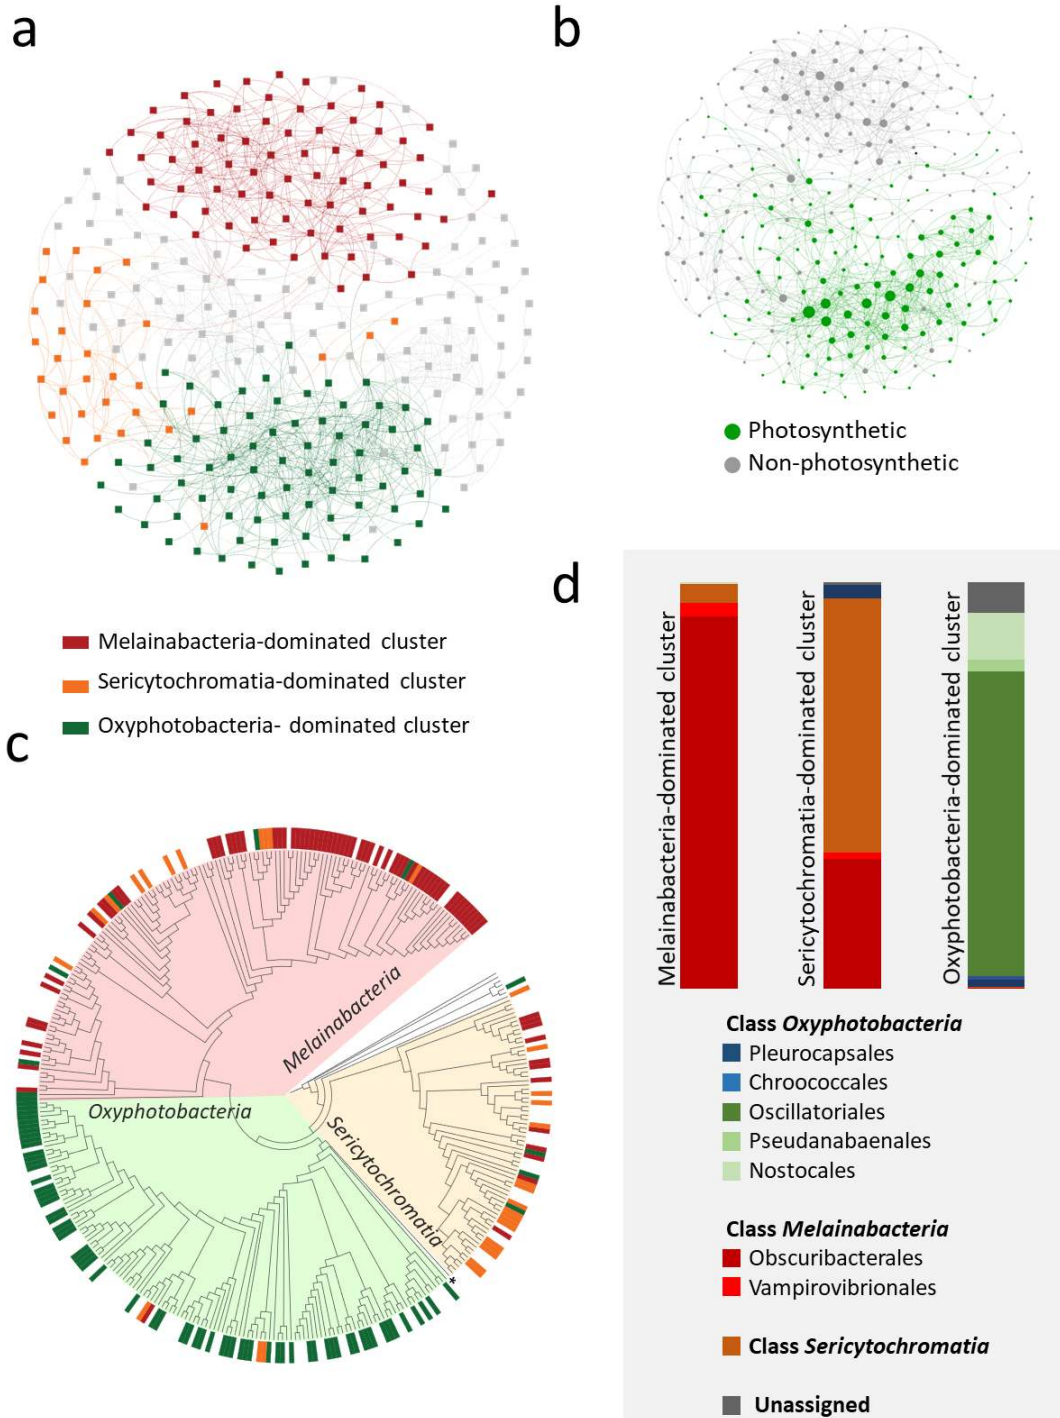 a
b
Photosynthetic
Non-photosynthetic
Melainabacteria-dominated cluster
Sericytochromatia-dominated cluster
Oxyphotobacteria- dominated cluster
c
Melainabacteria
Oxyphotobacteria
Sericytochromatia
*
d
Melainabacteria-dominated cluster
Sericytochromatia-dominated cluster
Oxyphotobacteria-dominated cluster
Class Oxyphotobacteria
Pleurocapsales
Chroococcales
Oscillatoriales
Pseudanabaenales
Nostocales
Class Melainabacteria
Obscuribacterales
Vampirovibrionales
Class Sericytochromatia
Unassigned